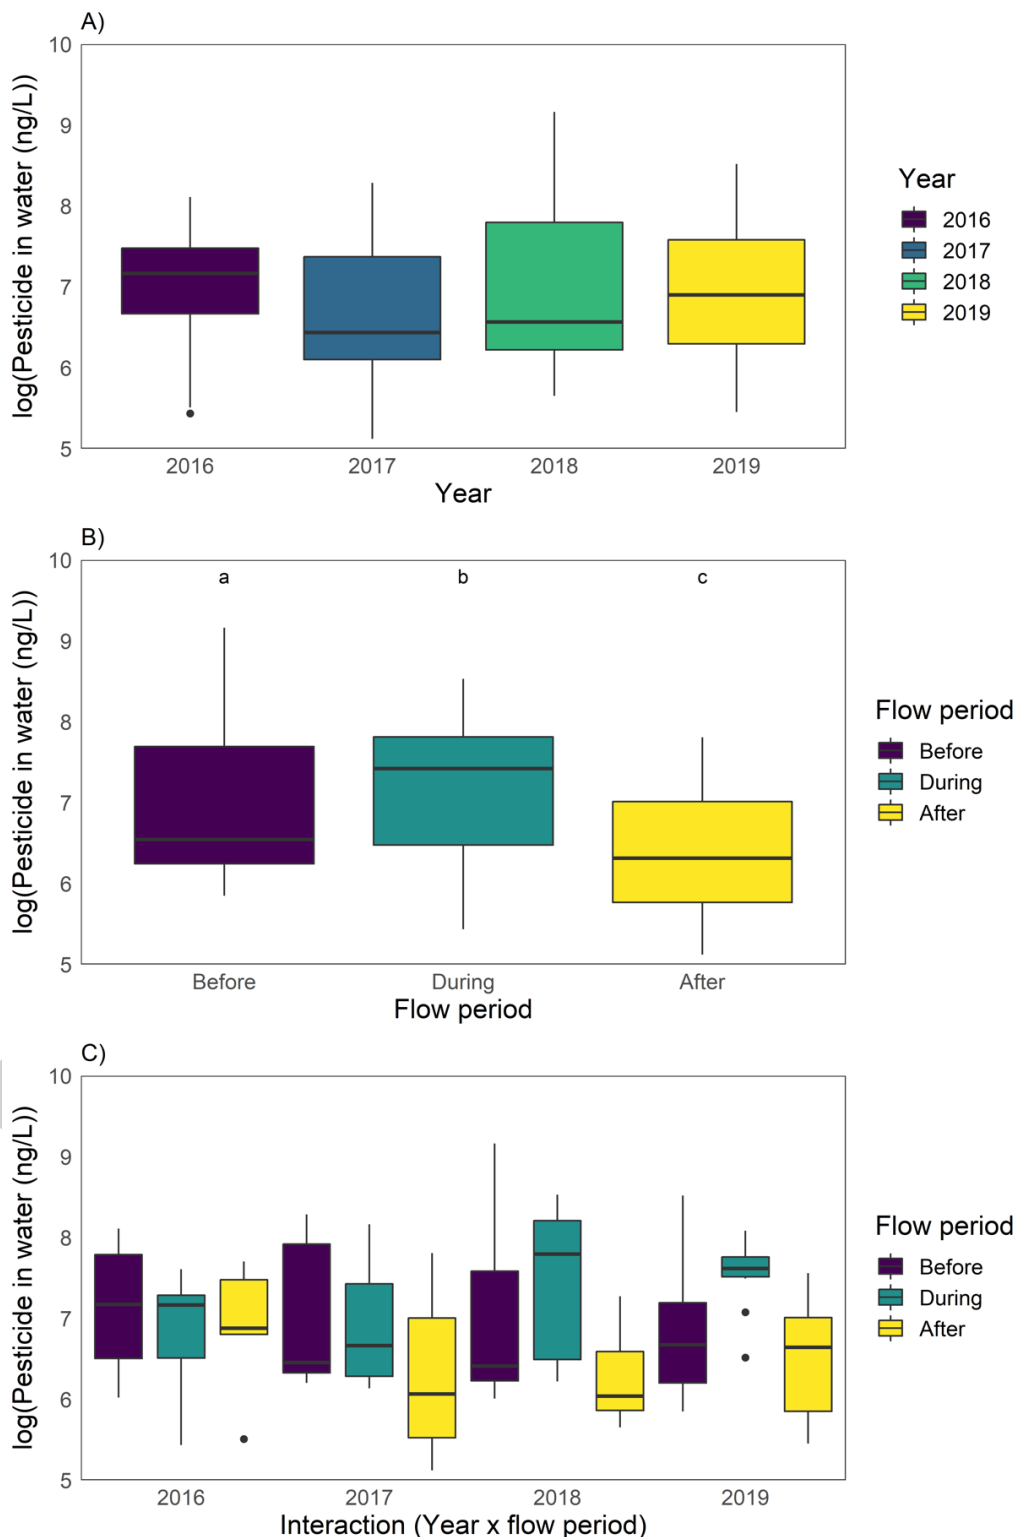 A)
10
9
8
7
6
5
log(Pesticide in water (ng/L))
2016
2017
2018
2019
Year
Year
2016
2017
2018
2019
B)
10
9
8
7
6
5
log(Pesticide in water (ng/L))
a
b
c
Before
During
After
Flow period
Flow period
Before
During
After
C)
10
9
8
7
6
5
log(Pesticide in water (ng/L))
2016
2017
2018
2019
Interaction (Year x flow period)
Flow period
Before
During
After